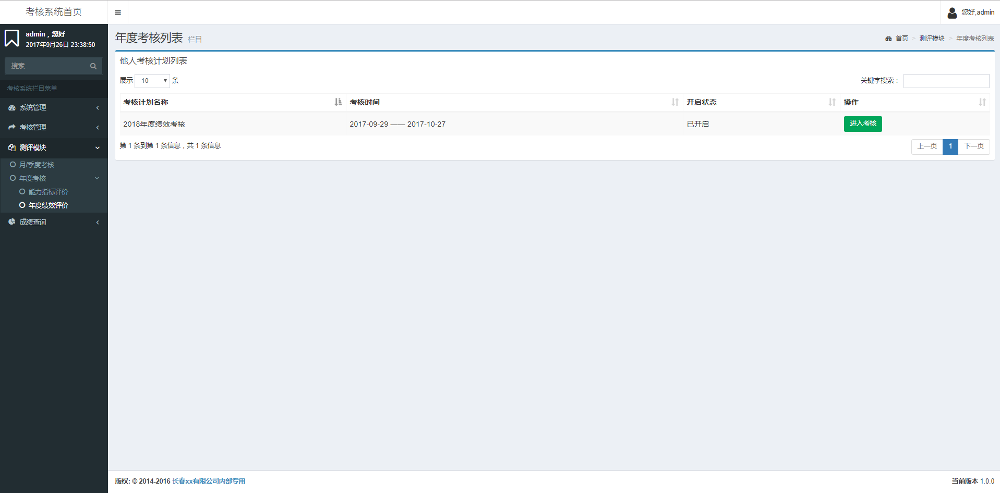 考核系统首页
您好,admin
admin，您好
2017年9月26日 23:38:50
搜索...
考核系统栏目菜单
系统管理
考核管理
测评模块
月/季度考核
年度考核
能力指标评价
年度绩效评价
成绩查询
年度考核列表 栏目
首页 > 测评模块 > 年度考核列表
他人考核计划列表
展示 10 条
关键字搜索：
考核计划名称 考核时间 开启状态 操作
2018年度绩效考核 2017-09-29 —— 2017-10-27 已开启 进入考核
第 1 条到第 1 条信息，共 1 条信息
上一页 1 下一页
版权: © 2014-2016 长春xx有限公司内部专用
当前版本 1.0.0